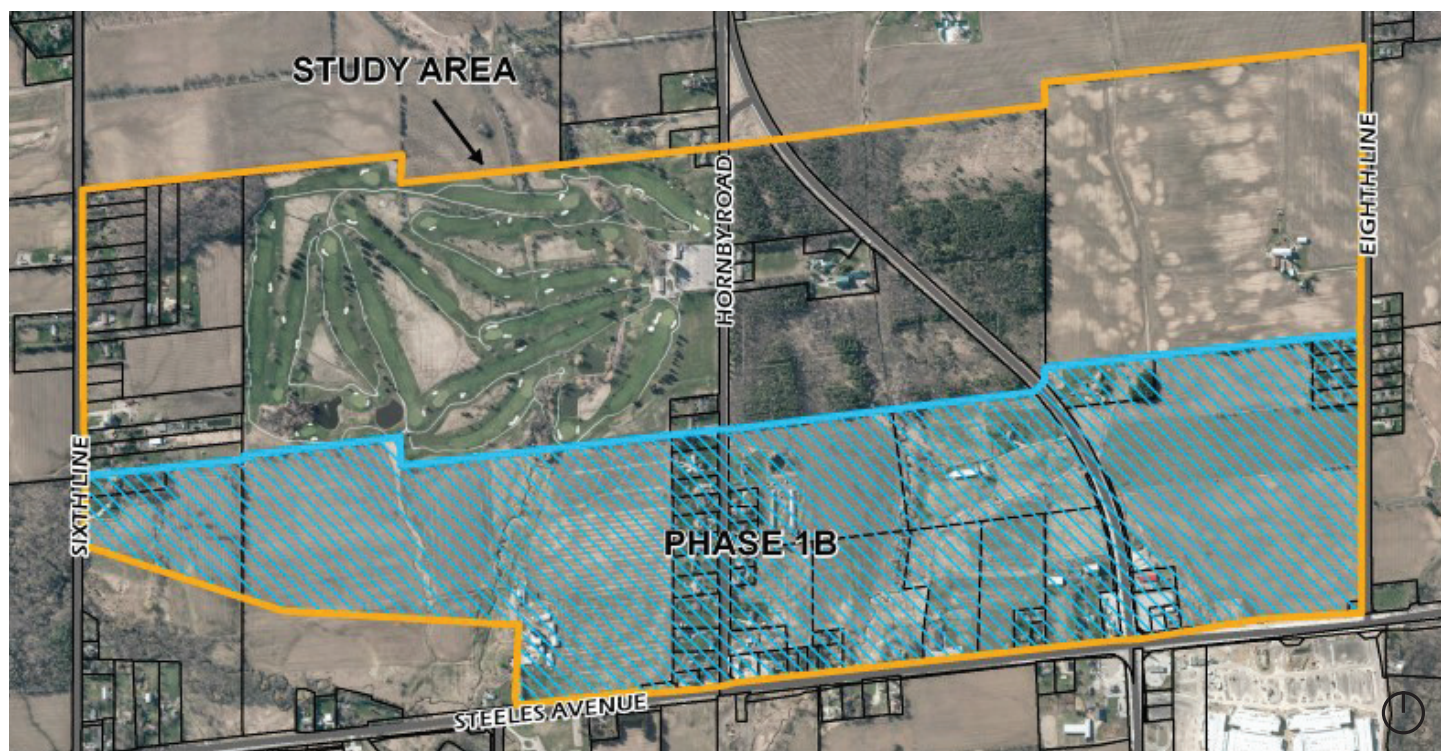 STUDY AREA
HORNBY ROAD
EIGHTH LINE
SIXTH LINE
PHASE 1B
STEELES AVENUE